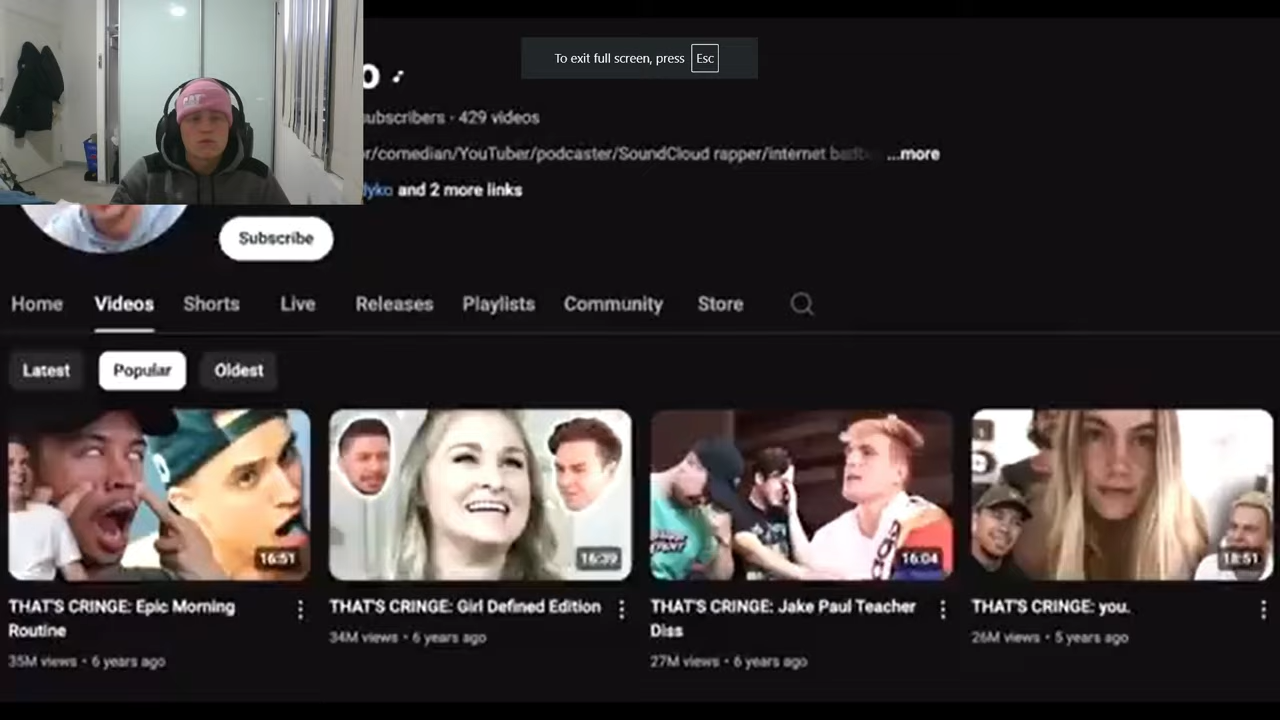 To exit full screen, press Esc
o
subscribers · 429 videos
r/comedian/YouTuber/podcaster/SoundCloud rapper/internet ...more
dyko and 2 more links
CAT
Subscribe
Home Videos Shorts Live Releases Playlists Community Store
Latest Popular Oldest
16:51 16:39 16:04 18:51
THAT'S CRINGE: Epic Morning
Routine
35M views · 6 years ago
THAT'S CRINGE: Girl Defined Edition
34M views · 6 years ago
THAT'S CRINGE: Jake Paul Teacher
Diss
27M views · 6 years ago
THAT'S CRINGE: you.
26M views · 5 years ago